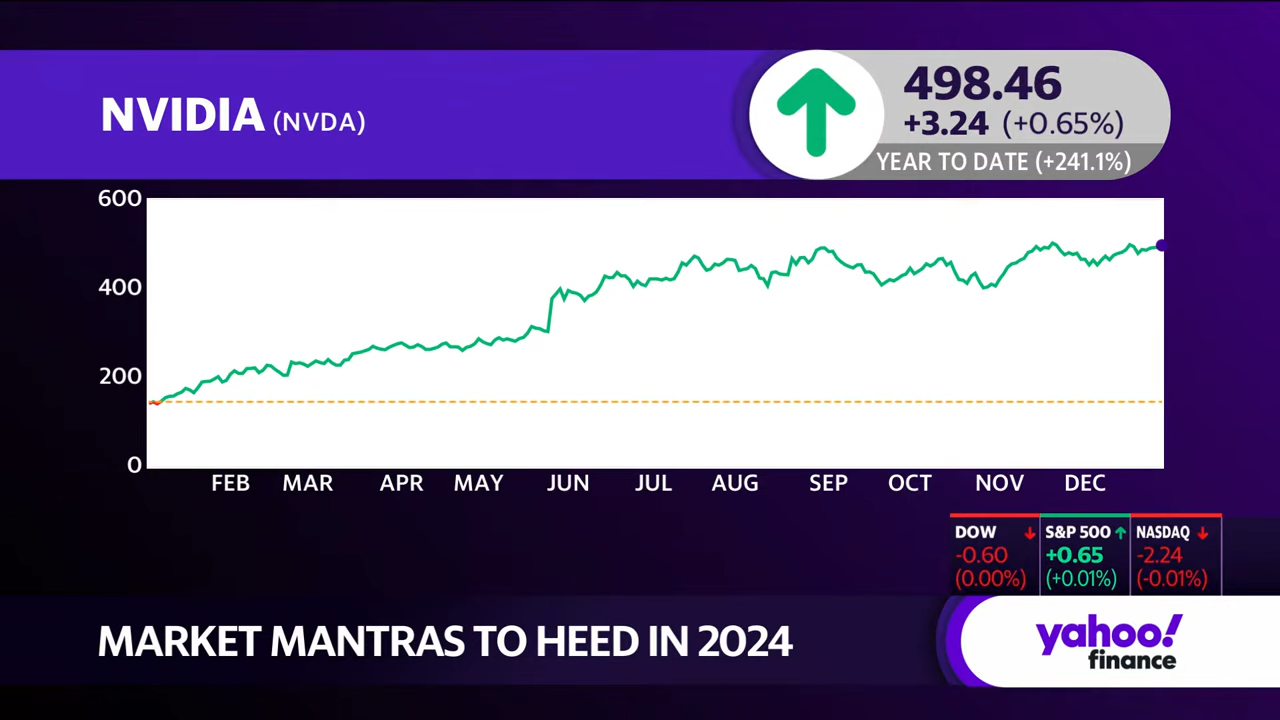 NVIDIA (NVDA)
498.46
+3.24 (+0.65%)
YEAR TO DATE (+241.1%)
600
400
200
0
FEB MAR APR MAY JUN JUL AUG SEP OCT NOV DEC
DOW S&P 500 NASDAQ
-0.60 +0.65 -2.24
(0.00%) (+0.01%) (-0.01%)
MARKET MANTRAS TO HEED IN 2024
yahoo!
finance